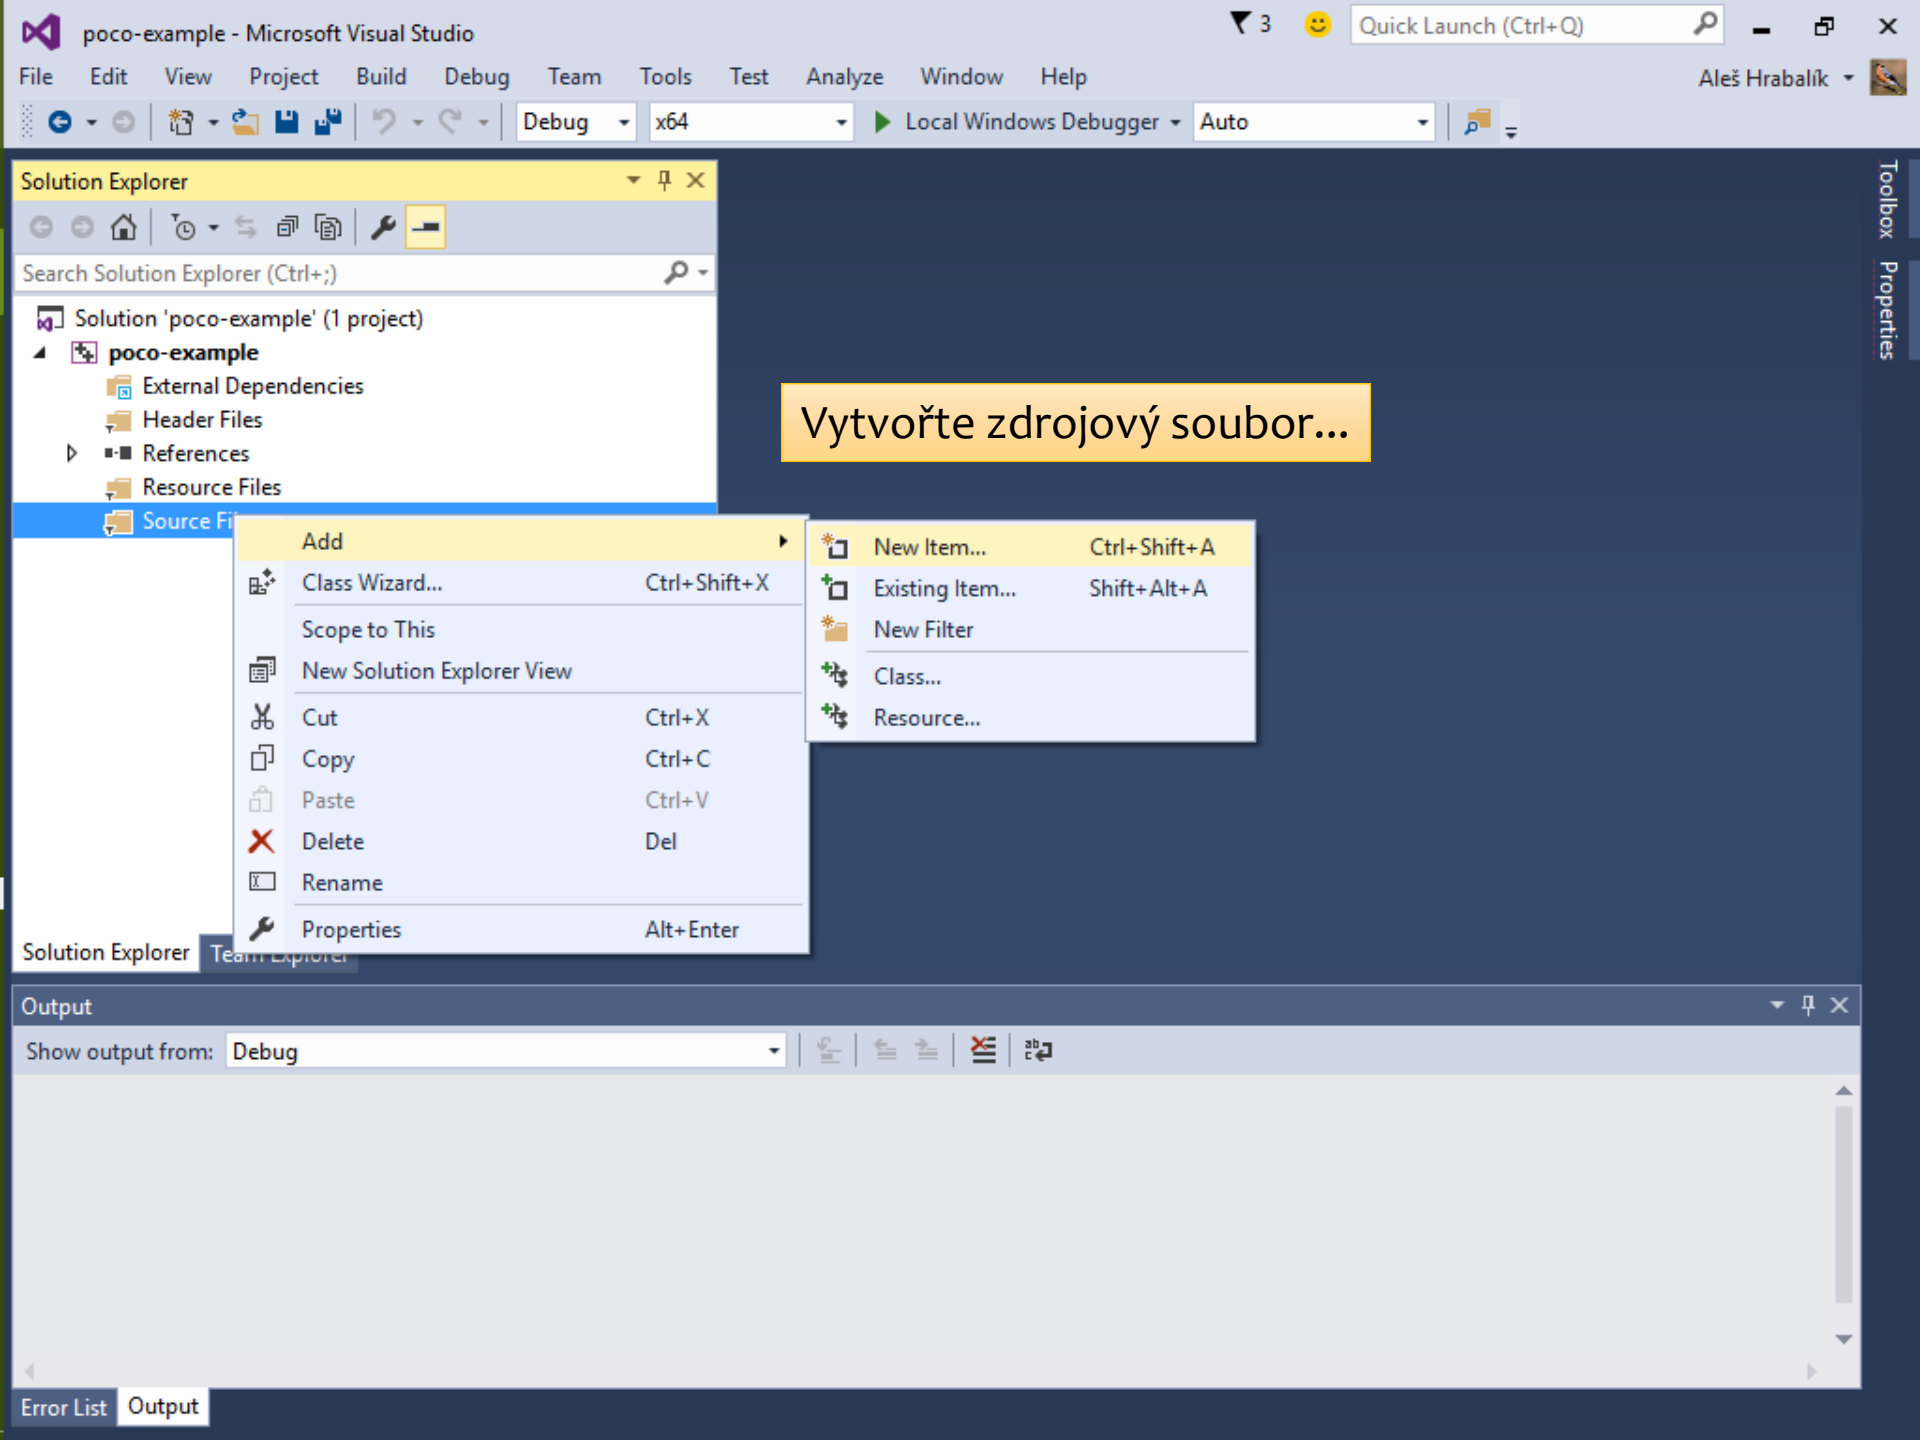 poco-example - Microsoft Visual Studio
3
Quick Launch (Ctrl+Q)
File Edit View Project Build Debug Team Tools Test Analyze Window Help
Aleš Hrabalík
Debug x64 Local Windows Debugger Auto
Solution Explorer
Search Solution Explorer (Ctrl+;)
Solution 'poco-example' (1 project)
poco-example
External Dependencies
Header Files
References
Resource Files
Source Fi
Vytvořte zdrojový soubor...
Add
Class Wizard... Ctrl+Shift+X
Scope to This
New Solution Explorer View
Cut Ctrl+X
Copy Ctrl+C
Paste Ctrl+V
Delete Del
Rename
Properties Alt+Enter
New Item... Ctrl+Shift+A
Existing Item... Shift+Alt+A
New Filter
Class...
Resource...
Toolbox
Properties
Solution Explorer Team Explorer
Output
Show output from: Debug
Error List Output